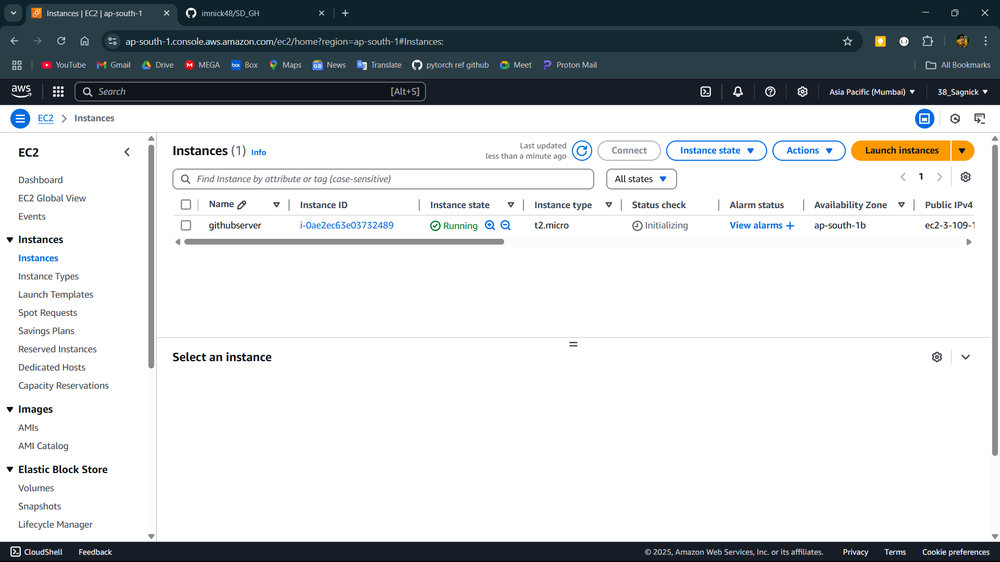 Instances | EC2 | ap-south-1
imnick48/SD_GH
ap-south-1.console.aws.amazon.com/ec2/home?region=ap-south-1#Instances:
YouTube Gmail Drive MEGA Box Maps News Translate pytorch ref github Meet Proton Mail All Bookmarks
aws Search [Alt+S] Asia Pacific (Mumbai) 38_Sagnick
EC2 Instances
EC2
Dashboard
EC2 Global View
Events
Instances
Instances
Instance Types
Launch Templates
Spot Requests
Savings Plans
Reserved Instances
Dedicated Hosts
Capacity Reservations
Images
AMIs
AMI Catalog
Elastic Block Store
Volumes
Snapshots
Lifecycle Manager
Instances (1) Info
Last updated
less than a minute ago
Connect Instance state Actions Launch instances
Find Instance by attribute or tag (case-sensitive) All states 1
Name Instance ID Instance state Instance type Status check Alarm status Availability Zone Public IPv4
githubserver i-0ae2ec63e03732489 Running t2.micro Initializing View alarms + ap-south-1b ec2-3-109-1
Select an instance
CloudShell Feedback © 2025, Amazon Web Services, Inc. or its affiliates. Privacy Terms Cookie preferences